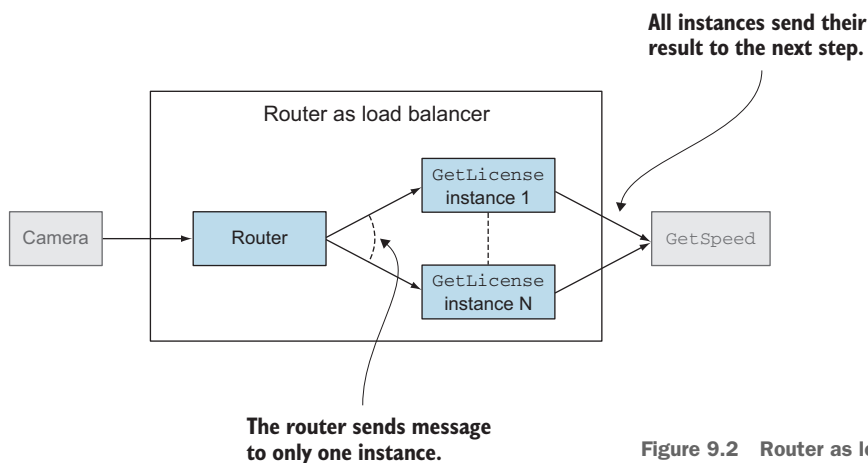 All instances send their
result to the next step.
Router as load balancer
GetLicense
instance 1
Camera
Router
GetSpeed
GetLicense
instance N
The router sends message
to only one instance.
Figure 9.2 Router as